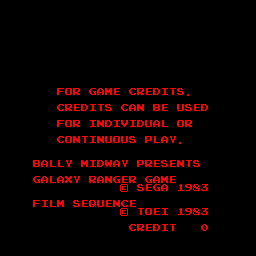 FOR GAME CREDITS.
CREDITS CAN BE USED
FOR INDIVIDUAL OR
CONTINUOUS PLAY.
BALLY MIDWAY PRESENTS
GALAXY RANGER GAME
© SEGA 1983
FILM SEQUENCE
© TOEI 1983
CREDIT 0